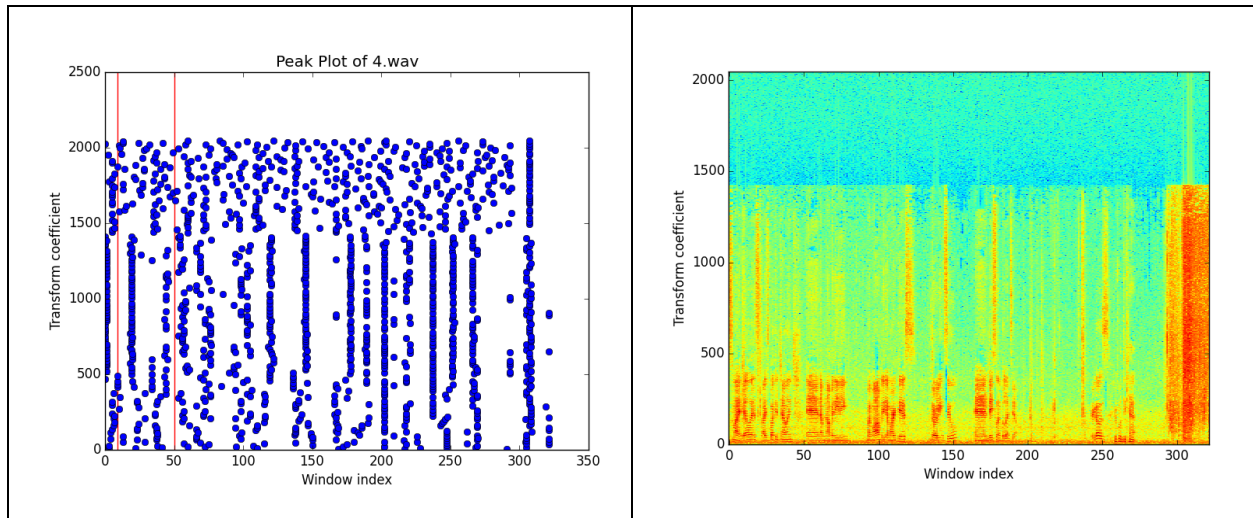 Peak Plot of 4.wav
2500
2000
1500
1000
500
0
Transform coefficient
0 50 100 150 200 250 300 350
Window index
2000
1500
1000
500
0
Transform coefficient
0 50 100 150 200 250 300
Window index